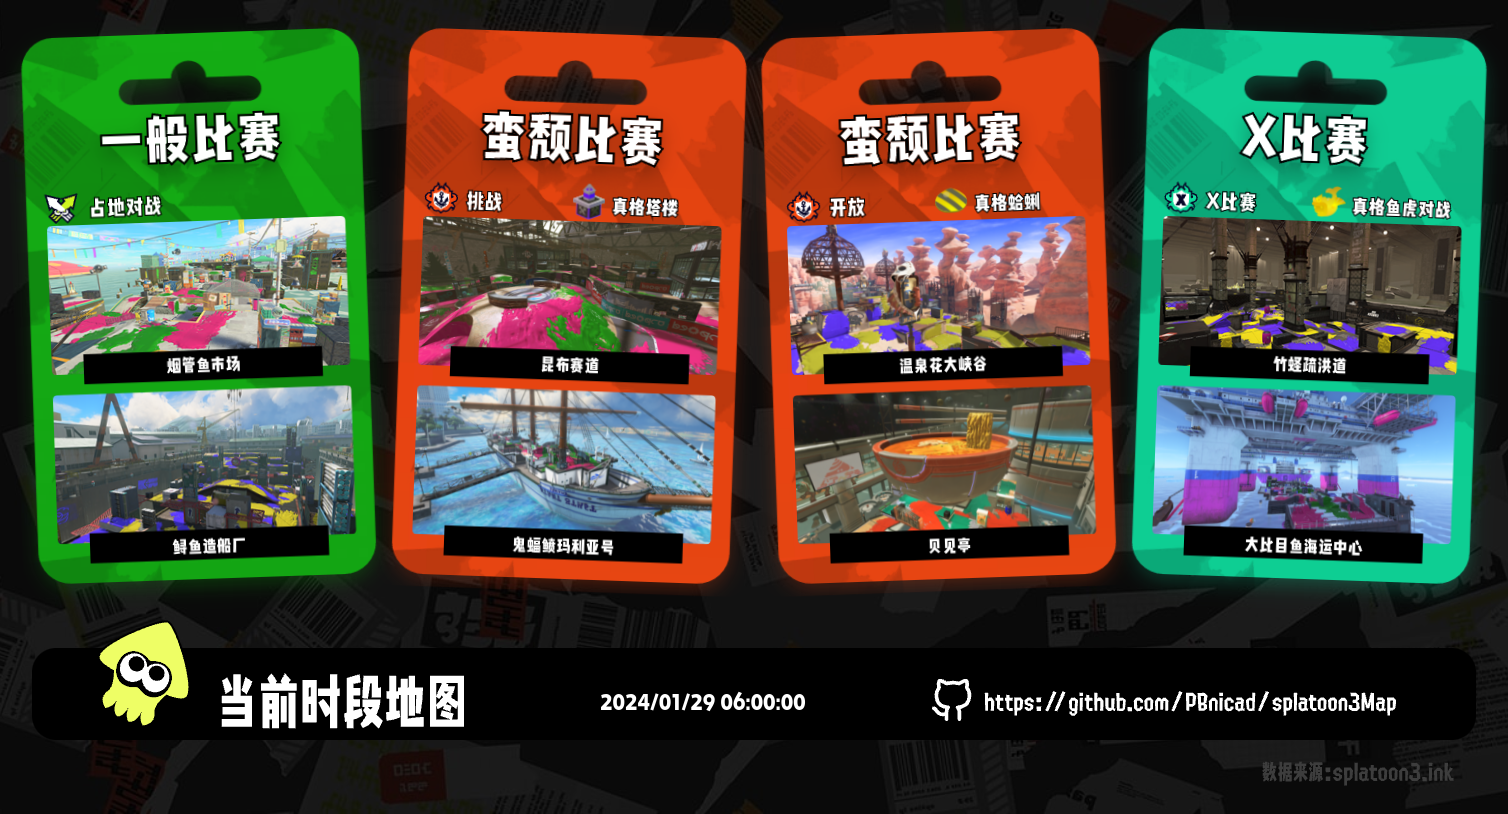 一般比赛
占地对战
烟管鱼市场
鲟鱼造船厂
蛮颓比赛
挑战
真格塔楼
昆布赛道
鬼蝠鲼玛利亚号
蛮颓比赛
开放
真格蛤蜊
温泉花大峡谷
贝贝亭
X比赛
X比赛
真格鱼虎对战
竹蛏疏洪道
大比目鱼海运中心
当前时段地图
2024/01/29 06:00:00
https://github.com/PBnicad/splatoon3Map
数据来源:splatoon3.ink